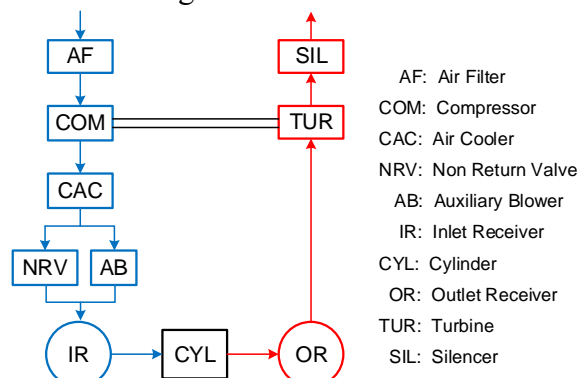 AF
SIL
COM
TUR
CAC
NRV
AB
IR
CYL
OR
AF: Air Filter
COM: Compressor
CAC: Air Cooler
NRV: Non Return Valve
AB: Auxiliary Blower
IR: Inlet Receiver
CYL: Cylinder
OR: Outlet Receiver
TUR: Turbine
SIL: Silencer